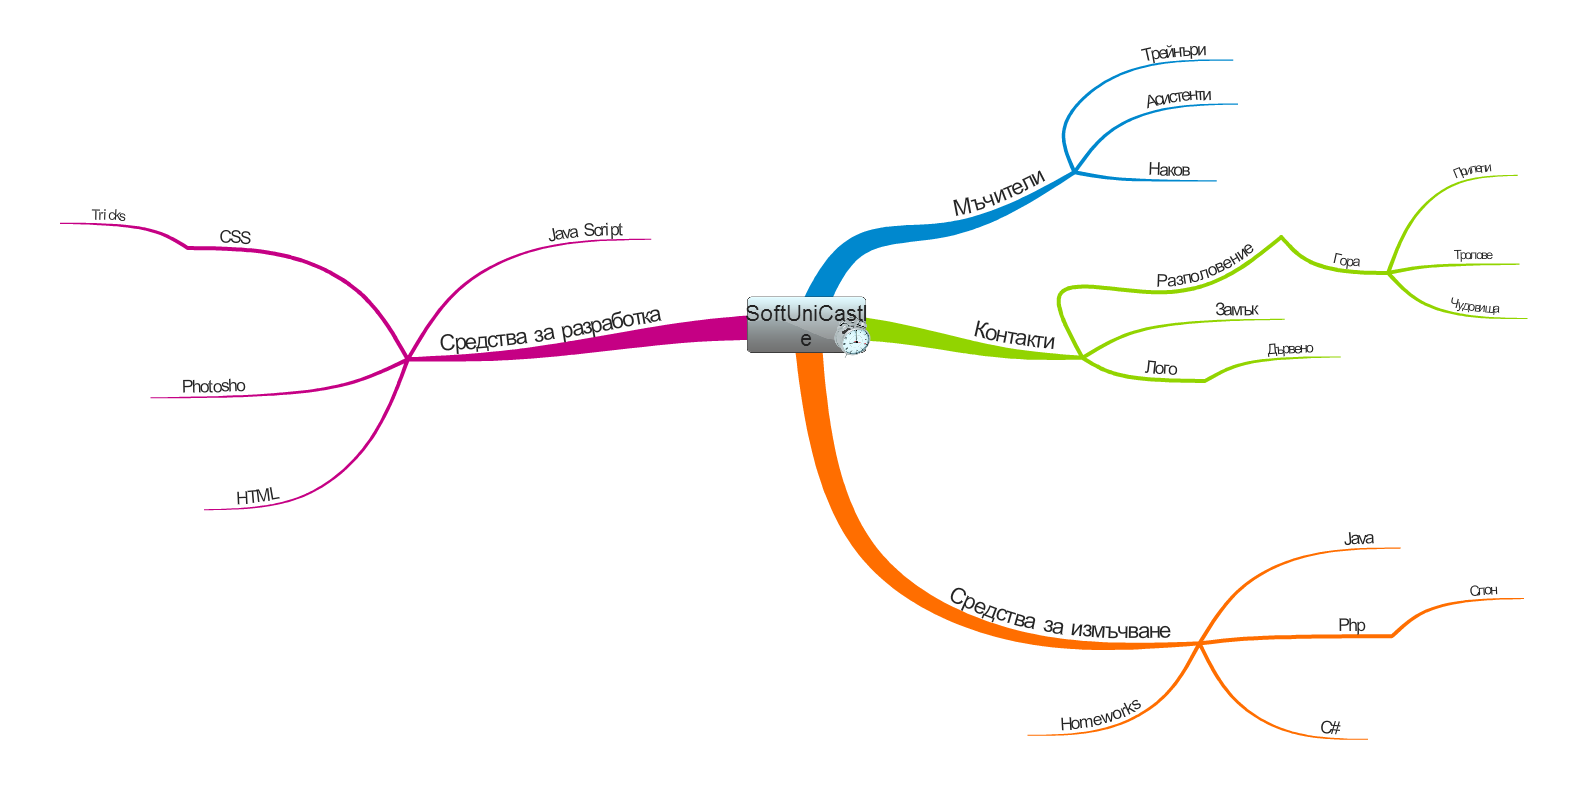 SoftUniCastl
e
Мъчители
Трейнъри
Асистенти
Наков
Контакти
Разполовение
Гора
Прилепи
Тролове
Чудовища
Замък
Лого
Дървено
Средства за измъчване
Java
Php
Слон
C#
Homeworks
Средства за разработка
Java Script
CSS
Tricks
Photosho
HTML